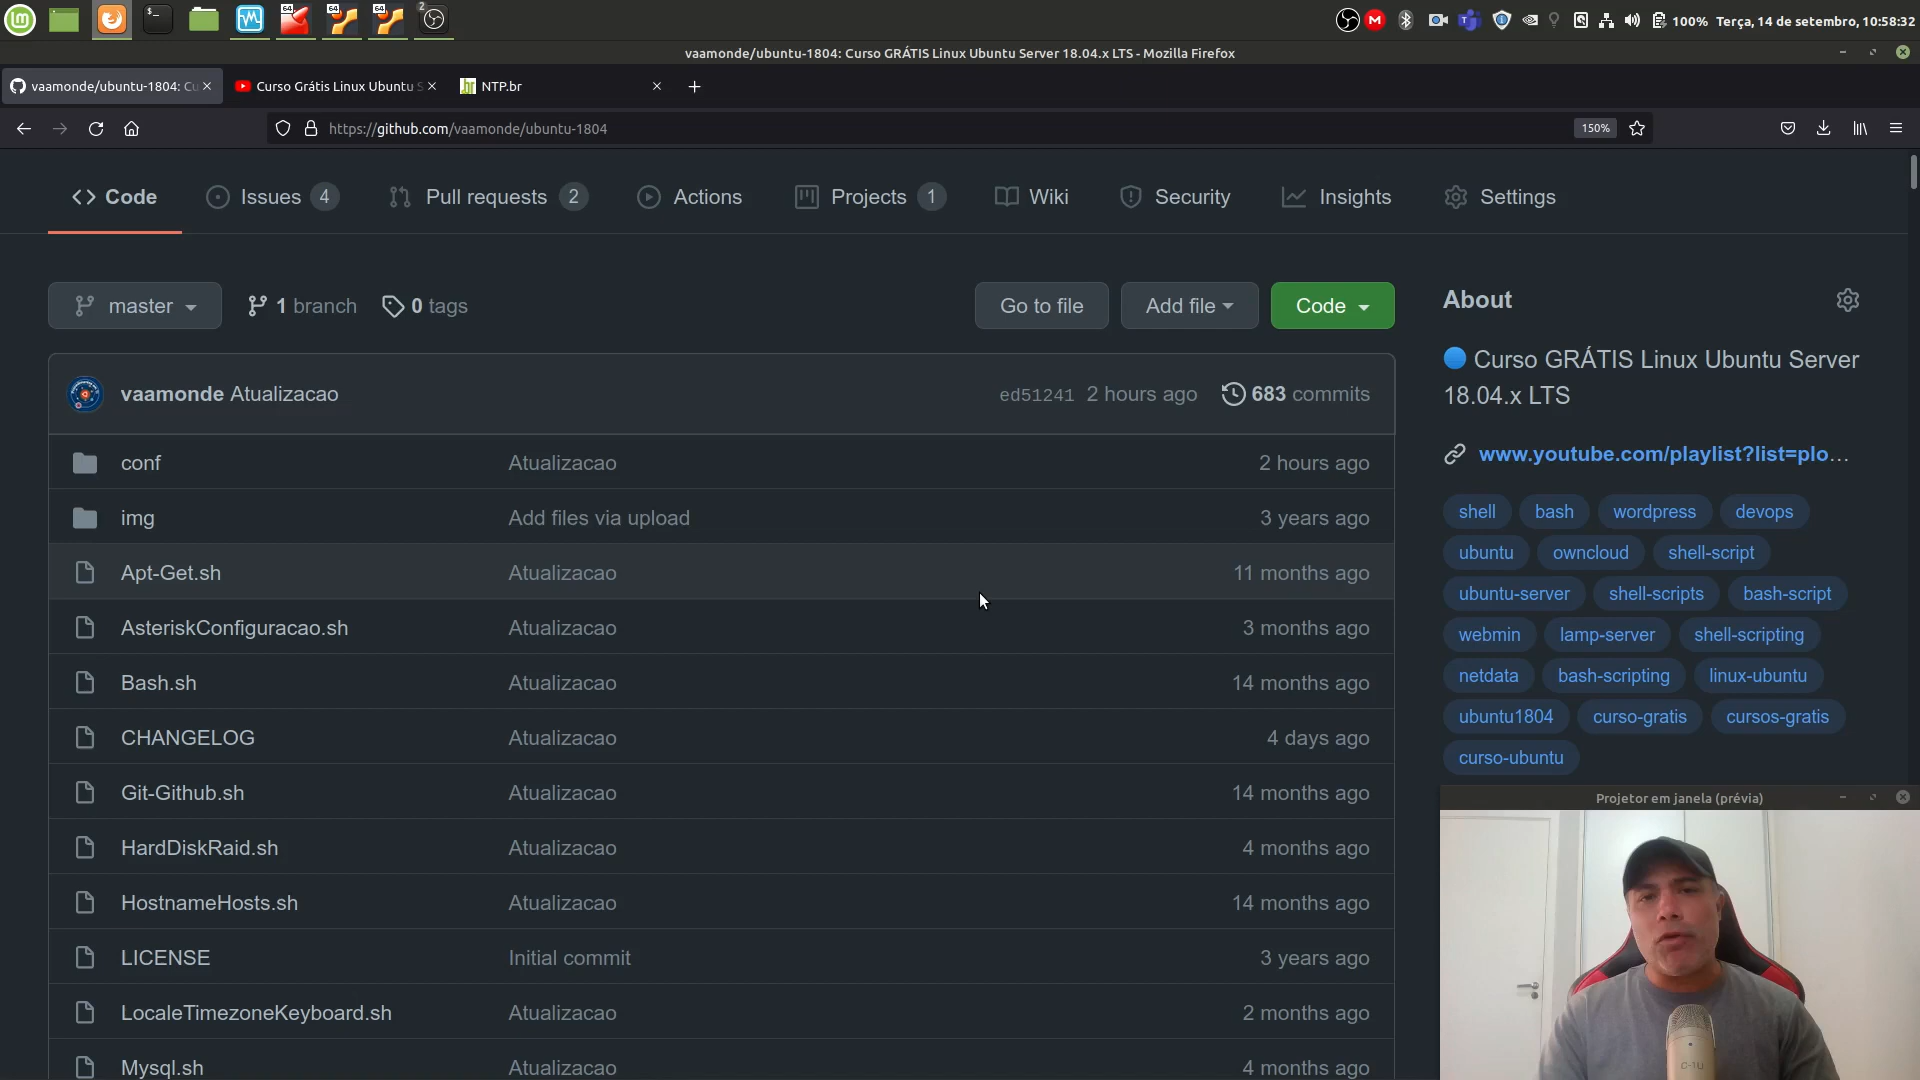 2
100% Terça, 14 de setembro, 10:58:32
vaamonde/ubuntu-1804: Curso GRÁTIS Linux Ubuntu Server 18.04.x LTS - Mozilla Firefox
vaamonde/ubuntu-1804: Cu
Curso Grátis Linux Ubuntu S
NTP.br
https://github.com/vaamonde/ubuntu-1804
150%
Code
Issues 4
Pull requests 2
Actions
Projects 1
Wiki
Security
Insights
Settings
master
1 branch
0 tags
Go to file
Add file
Code
About
Curso GRÁTIS Linux Ubuntu Server
18.04.x LTS
www.youtube.com/playlist?list=plo...
vaamonde Atualizacao
ed51241 2 hours ago
683 commits
conf Atualizacao 2 hours ago
img Add files via upload 3 years ago
Apt-Get.sh Atualizacao 11 months ago
AsteriskConfiguracao.sh Atualizacao 3 months ago
Bash.sh Atualizacao 14 months ago
CHANGELOG Atualizacao 4 days ago
Git-Github.sh Atualizacao 14 months ago
HardDiskRaid.sh Atualizacao 4 months ago
HostnameHosts.sh Atualizacao 14 months ago
LICENSE Initial commit 3 years ago
LocaleTimezoneKeyboard.sh Atualizacao 2 months ago
Mysql.sh Atualizacao 4 months ago
shell bash wordpress devops
ubuntu owncloud shell-script
ubuntu-server shell-scripts bash-script
webmin lamp-server shell-scripting
netdata bash-scripting linux-ubuntu
ubuntu1804 curso-gratis cursos-gratis
curso-ubuntu
Projetor em janela (prévia)
C-1U